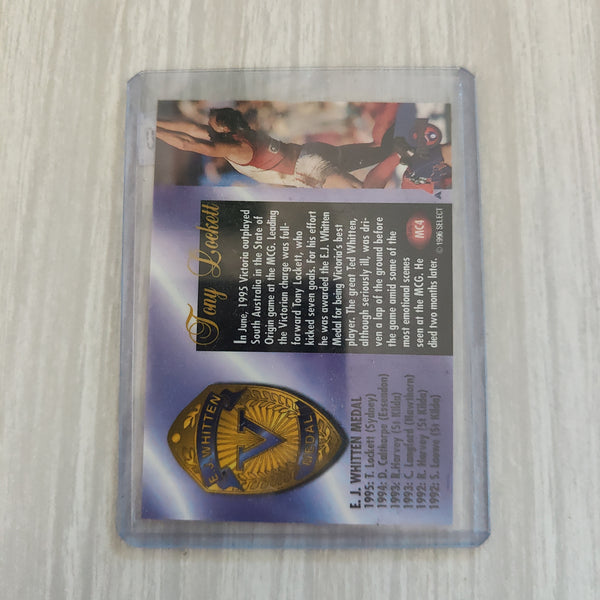 Tony Lockett
In June, 1995 Victoria outplayed
South Australia in the State of
Origin game at the MCG. Leading
the Victorian charge was full-
forward Tony Lockett, who
kicked seven goals. For his effort
he was awarded the E.J. Whitten
Medal for being Victoria's best
player. The great Ted Whitten,
although seriously ill, was dri-
ven a lap of the ground before
the game amid some of the
most emotional scenes
seen at the MCG. He
died two months later.
MC4
© 1996 SELECT
E. J. WHITTEN
V
MEDAL
E. J. WHITTEN MEDAL
1995: T. Lockett (Sydney)
1994: D. Calthorpe (Essendon)
1993: R. Harvey (St Kilda)
1993: C. Langford (Hawthorn)
1992: R. Harvey (St Kilda)
1992: S. Loewe (St Kilda)